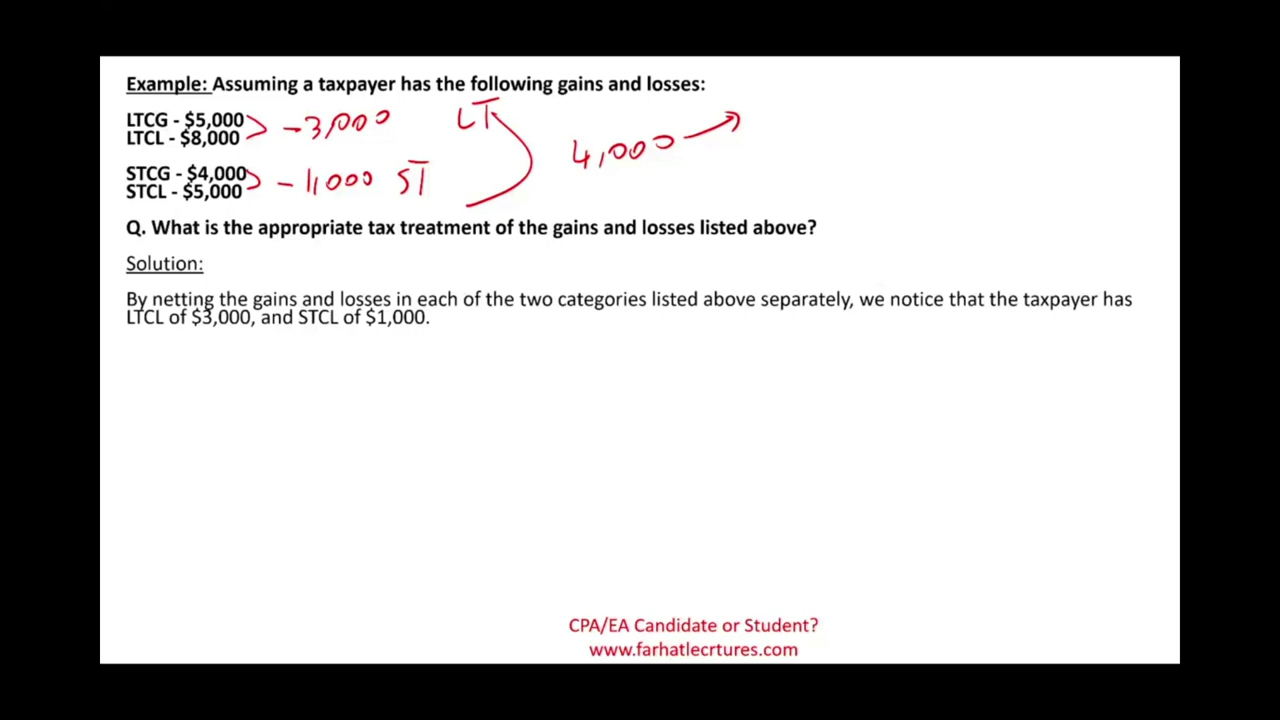 Example: Assuming a taxpayer has the following gains and losses:
LTCG - $5,000 -3,000 LT
LTCL - $8,000
4,000
STCG - $4,000 -1,000 ST
STCL - $5,000
Q. What is the appropriate tax treatment of the gains and losses listed above?
Solution:
By netting the gains and losses in each of the two categories listed above separately, we notice that the taxpayer has
LTCL of $3,000, and STCL of $1,000.
CPA/EA Candidate or Student?
www.farhatlecrtures.com